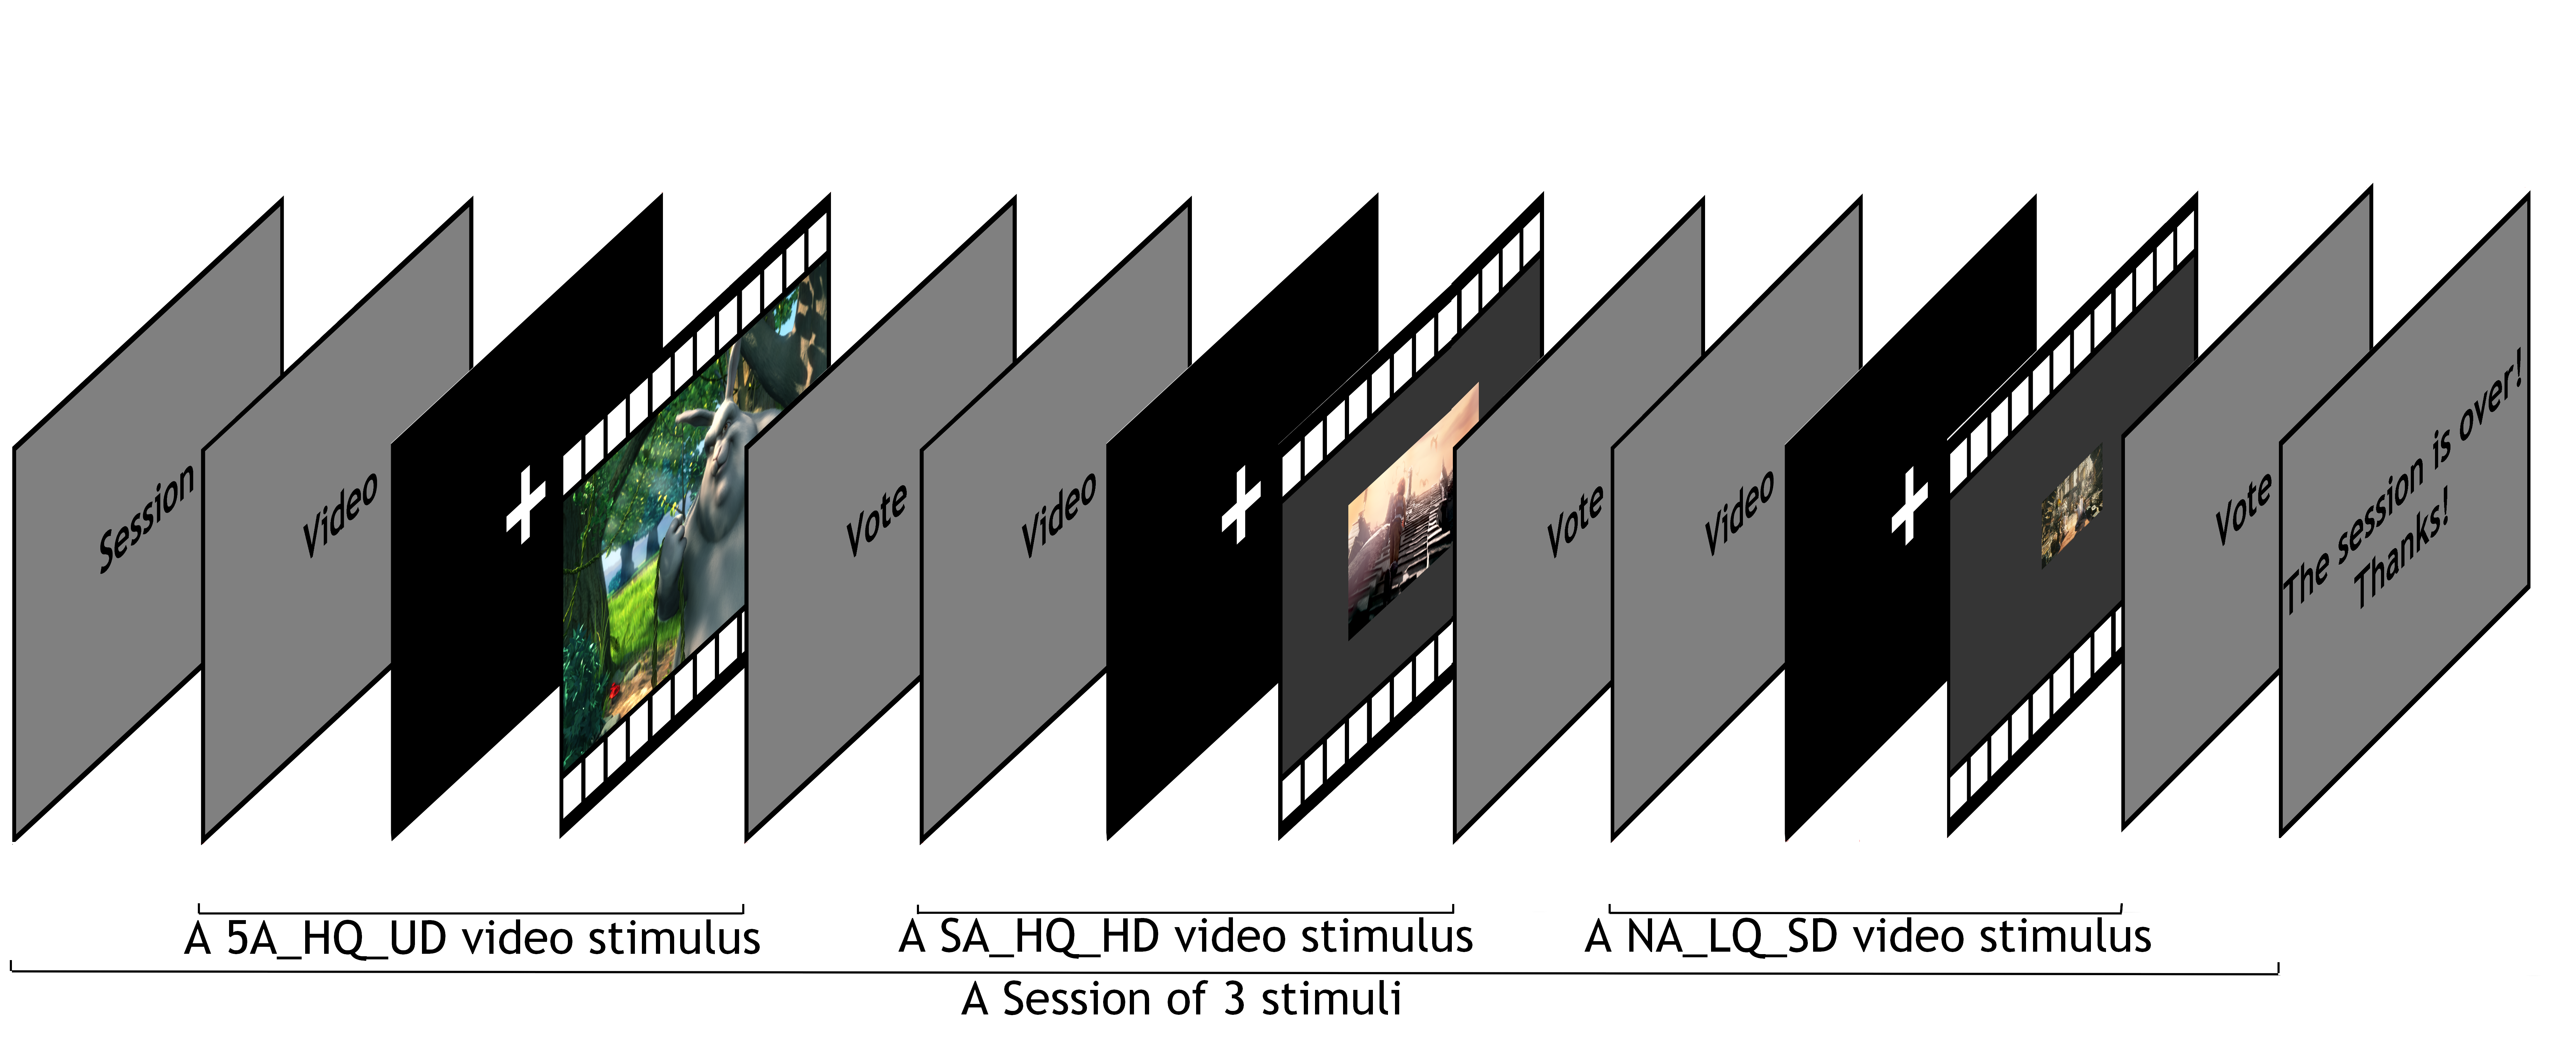 Session
Video
+
Vote
Video
+
Vote
Video
+
Vote
The session is over!
Thanks!
A 5A_HQ_UD video stimulus
A SA_HQ_HD video stimulus
A NA_LQ_SD video stimulus
A Session of 3 stimuli